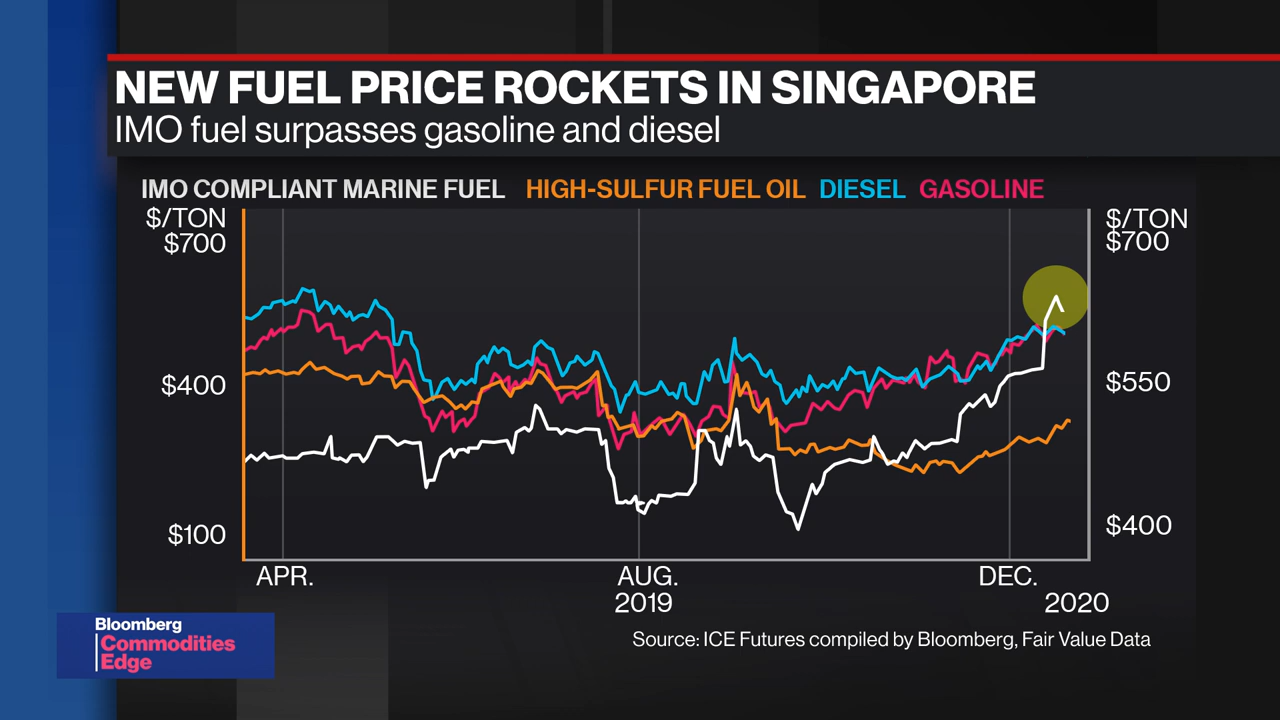 NEW FUEL PRICE ROCKETS IN SINGAPORE
IMO fuel surpasses gasoline and diesel
IMO COMPLIANT MARINE FUEL HIGH-SULFUR FUEL OIL DIESEL GASOLINE
$/TON $/TON
$700 $700
$400 $550
$100 $400
APR. AUG. DEC.
2019 2020
Source: ICE Futures compiled by Bloomberg, Fair Value Data
Bloomberg
Commodities
Edge